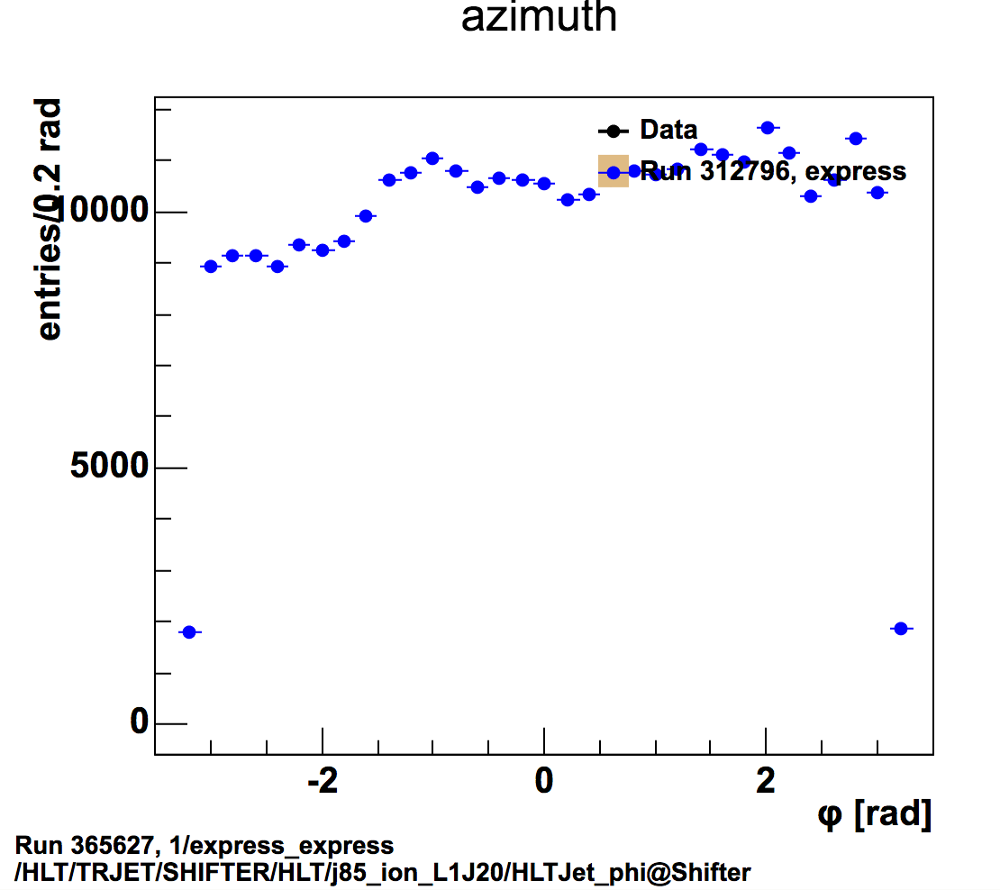 azimuth
entries/0.2 rad
Data
Run 312796, express
10000
5000
0
-2 0 2
φ [rad]
Run 365627, 1/express_express
/HLT/TRJET/SHIFTER/HLT/j85_ion_L1J20/HLTJet_phi@Shifter